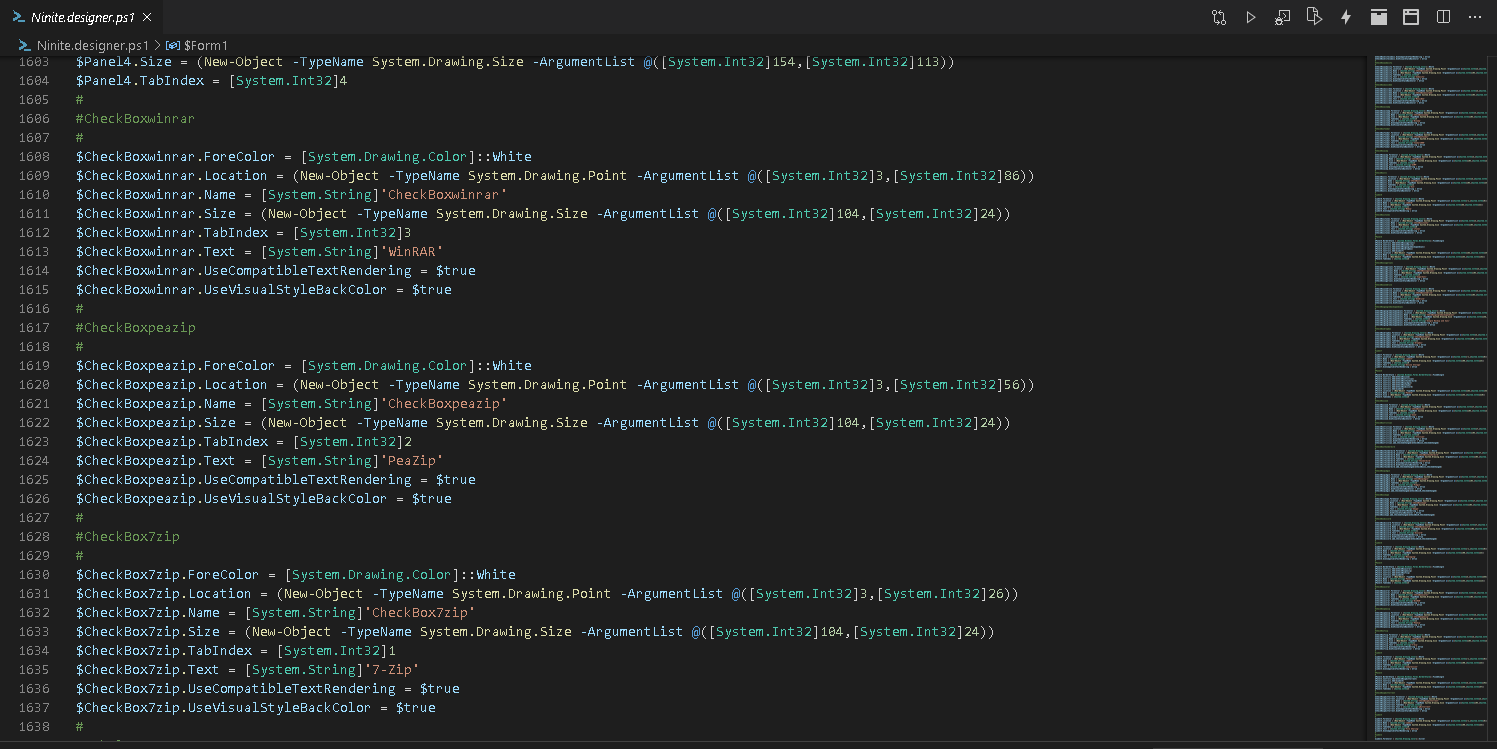 Ninite.designer.ps1
Ninite.designer.ps1 > $Form1
1603 $Panel4.Size = (New-Object -TypeName System.Drawing.Size -ArgumentList @([System.Int32]154,[System.Int32]113))
1604 $Panel4.TabIndex = [System.Int32]4
1605 #
1606 #CheckBoxwinrar
1607 #
1608 $CheckBoxwinrar.ForeColor = [System.Drawing.Color]::White
1609 $CheckBoxwinrar.Location = (New-Object -TypeName System.Drawing.Point -ArgumentList @([System.Int32]3,[System.Int32]86))
1610 $CheckBoxwinrar.Name = [System.String]'CheckBoxwinrar'
1611 $CheckBoxwinrar.Size = (New-Object -TypeName System.Drawing.Size -ArgumentList @([System.Int32]104,[System.Int32]24))
1612 $CheckBoxwinrar.TabIndex = [System.Int32]3
1613 $CheckBoxwinrar.Text = [System.String]'WinRAR'
1614 $CheckBoxwinrar.UseCompatibleTextRendering = $true
1615 $CheckBoxwinrar.UseVisualStyleBackColor = $true
1616 #
1617 #CheckBoxpeazip
1618 #
1619 $CheckBoxpeazip.ForeColor = [System.Drawing.Color]::White
1620 $CheckBoxpeazip.Location = (New-Object -TypeName System.Drawing.Point -ArgumentList @([System.Int32]3,[System.Int32]56))
1621 $CheckBoxpeazip.Name = [System.String]'CheckBoxpeazip'
1622 $CheckBoxpeazip.Size = (New-Object -TypeName System.Drawing.Size -ArgumentList @([System.Int32]104,[System.Int32]24))
1623 $CheckBoxpeazip.TabIndex = [System.Int32]2
1624 $CheckBoxpeazip.Text = [System.String]'PeaZip'
1625 $CheckBoxpeazip.UseCompatibleTextRendering = $true
1626 $CheckBoxpeazip.UseVisualStyleBackColor = $true
1627 #
1628 #CheckBox7zip
1629 #
1630 $CheckBox7zip.ForeColor = [System.Drawing.Color]::White
1631 $CheckBox7zip.Location = (New-Object -TypeName System.Drawing.Point -ArgumentList @([System.Int32]3,[System.Int32]26))
1632 $CheckBox7zip.Name = [System.String]'CheckBox7zip'
1633 $CheckBox7zip.Size = (New-Object -TypeName System.Drawing.Size -ArgumentList @([System.Int32]104,[System.Int32]24))
1634 $CheckBox7zip.TabIndex = [System.Int32]1
1635 $CheckBox7zip.Text = [System.String]'7-Zip'
1636 $CheckBox7zip.UseCompatibleTextRendering = $true
1637 $CheckBox7zip.UseVisualStyleBackColor = $true
1638 #